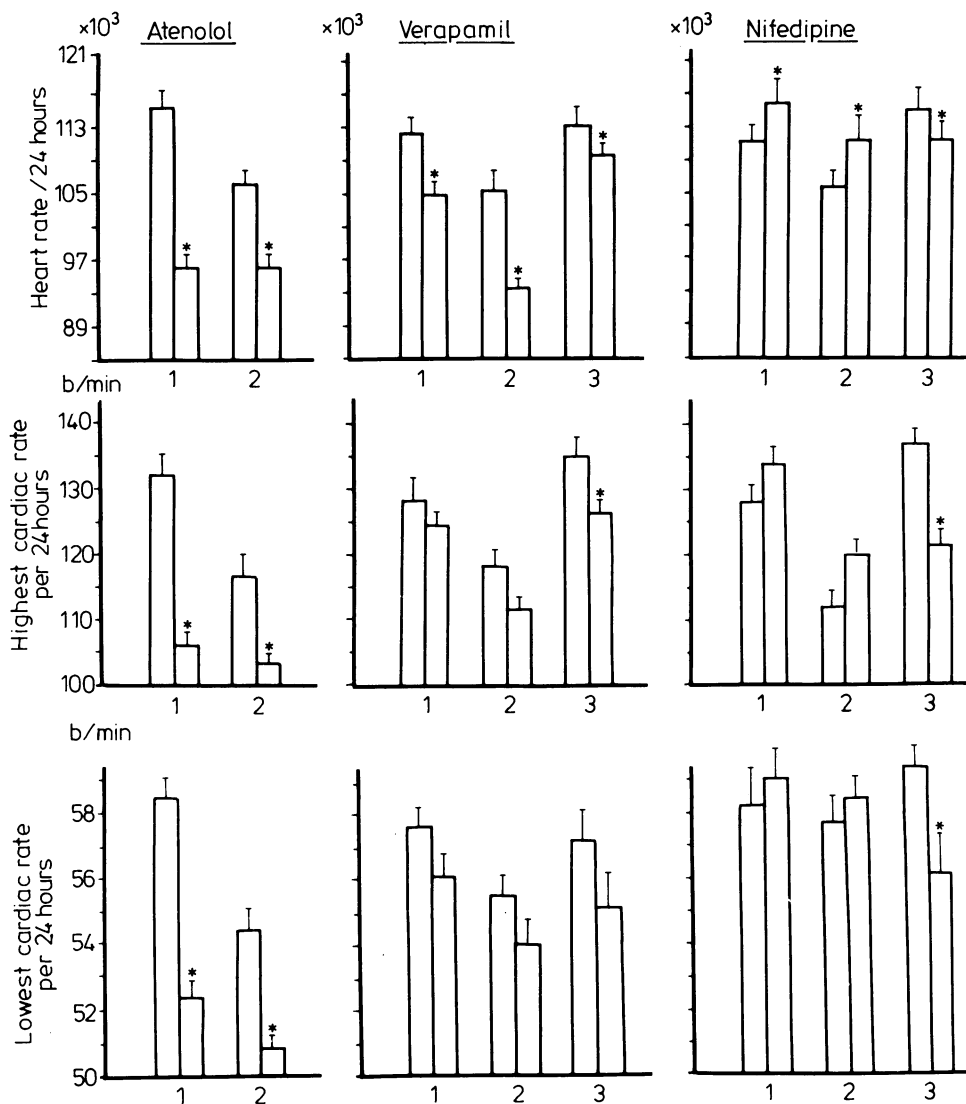 ×10³ Atenolol ×10³ Verapamil ×10³ Nifedipine
Heart rate / 24 hours
121
113
105
97
89
* *
* * *
* * *
1 2 1 2 3 1 2 3
b/min
Highest cardiac rate
per 24hours
140
130
120
110
100
* *
*
*
1 2 1 2 3 1 2 3
b/min
Lowest cardiac rate
per 24 hours
58
56
54
52
50
* *
*
1 2 1 2 3 1 2 3